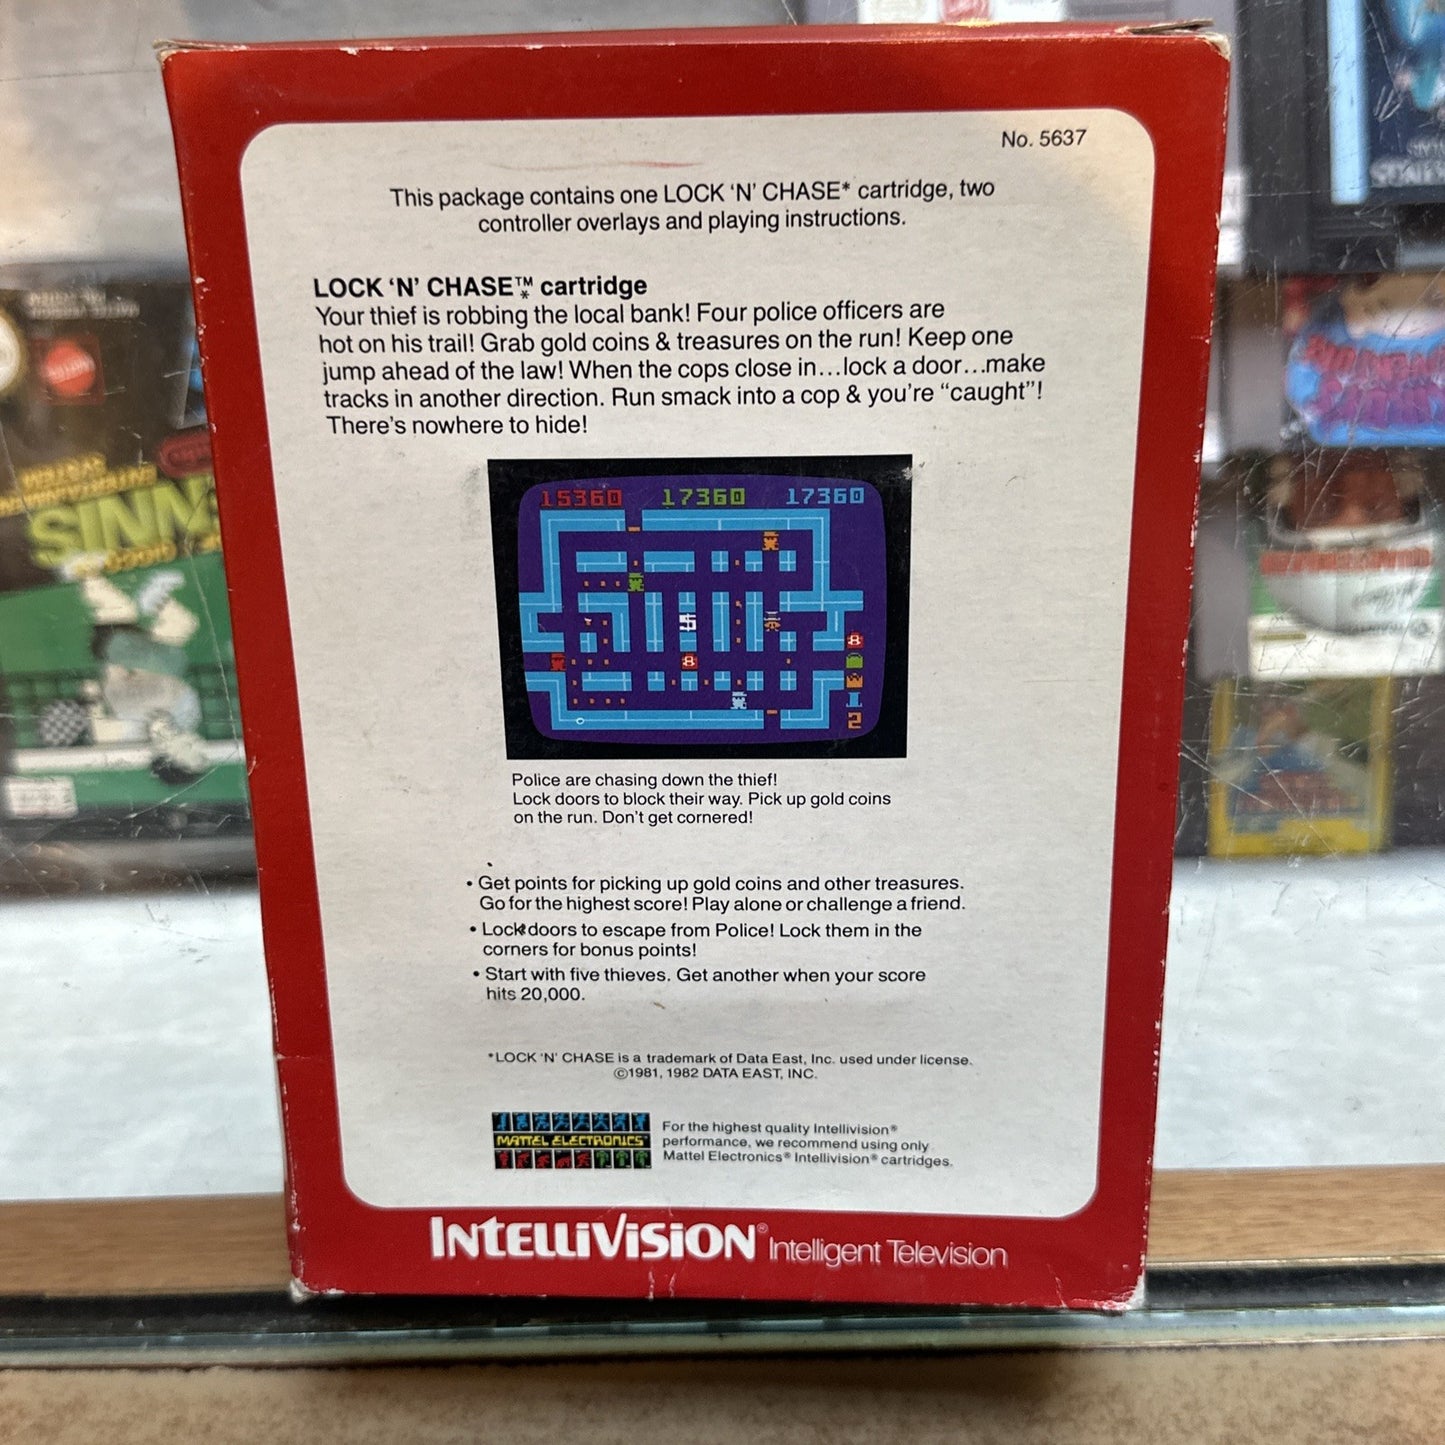 No. 5637
This package contains one LOCK 'N' CHASE* cartridge, two
controller overlays and playing instructions.
LOCK 'N' CHASE™* cartridge
Your thief is robbing the local bank! Four police officers are
hot on his trail! Grab gold coins & treasures on the run! Keep one
jump ahead of the law! When the cops close in...lock a door...make
tracks in another direction. Run smack into a cop & you're "caught"!
There's nowhere to hide!
15360 17360 17360
$
8
8
2
Police are chasing down the thief!
Lock doors to block their way. Pick up gold coins
on the run. Don't get cornered!
• Get points for picking up gold coins and other treasures.
Go for the highest score! Play alone or challenge a friend.
• Lock doors to escape from Police! Lock them in the
corners for bonus points!
• Start with five thieves. Get another when your score
hits 20,000.
*LOCK 'N' CHASE is a trademark of Data East, Inc. used under license.
©1981, 1982 DATA EAST, INC.
MATTEL ELECTRONICS®
For the highest quality Intellivision®
performance, we recommend using only
Mattel Electronics® Intellivision® cartridges.
INTELLIVISION® Intelligent Television